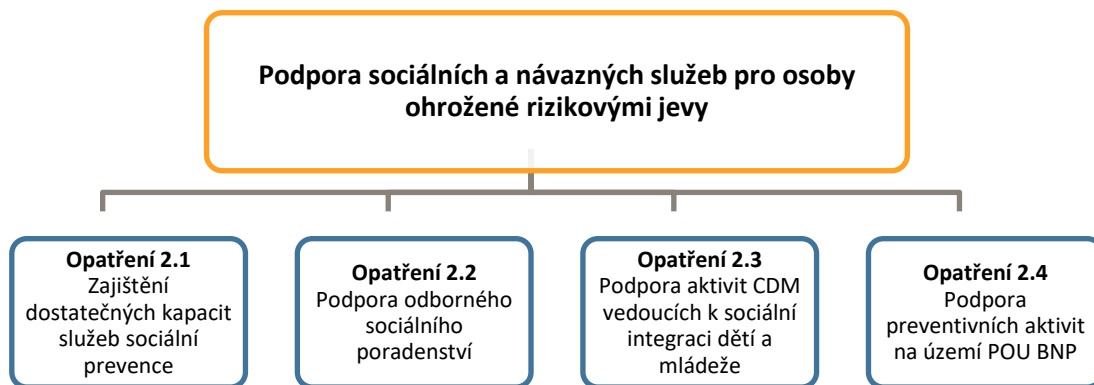 Podpora sociálních a návazných služeb pro osoby
ohrožené rizikovými jevy
Opatření 2.1
Zajištění
dostatečných kapacit
služeb sociální
prevence
Opatření 2.2
Podpora odborného
sociálního
poradenství
Opatření 2.3
Podpora aktivit CDM
vedoucích k sociální
integraci dětí a
mládeže
Opatření 2.4
Podpora
preventivních aktivit
na území POU BNP